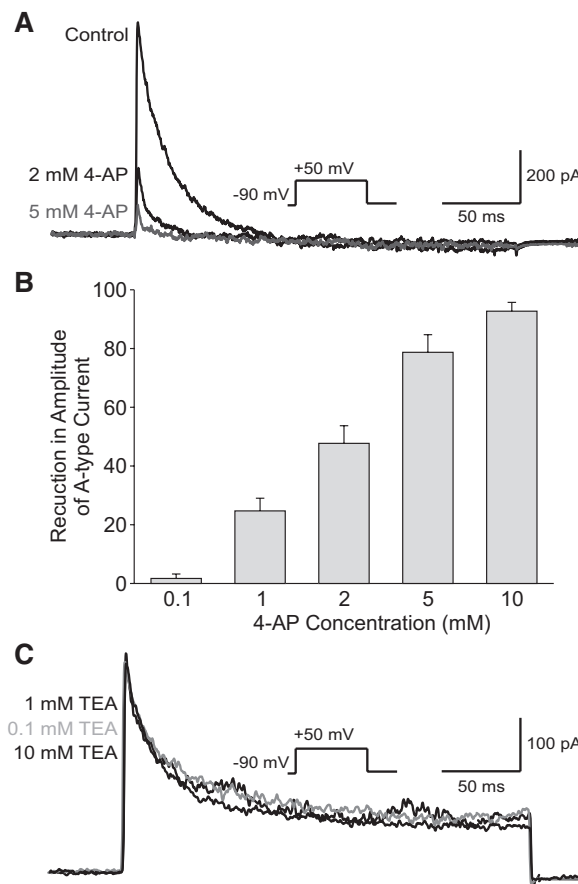 A
Control
2 mM 4-AP
5 mM 4-AP
+50 mV
-90 mV
200 pA
50 ms
B
Recuction in Amplitude
of A-type Current
100
80
60
40
20
0
0.1 1 2 5 10
4-AP Concentration (mM)
C
1 mM TEA
0.1 mM TEA
10 mM TEA
+50 mV
-90 mV
100 pA
50 ms